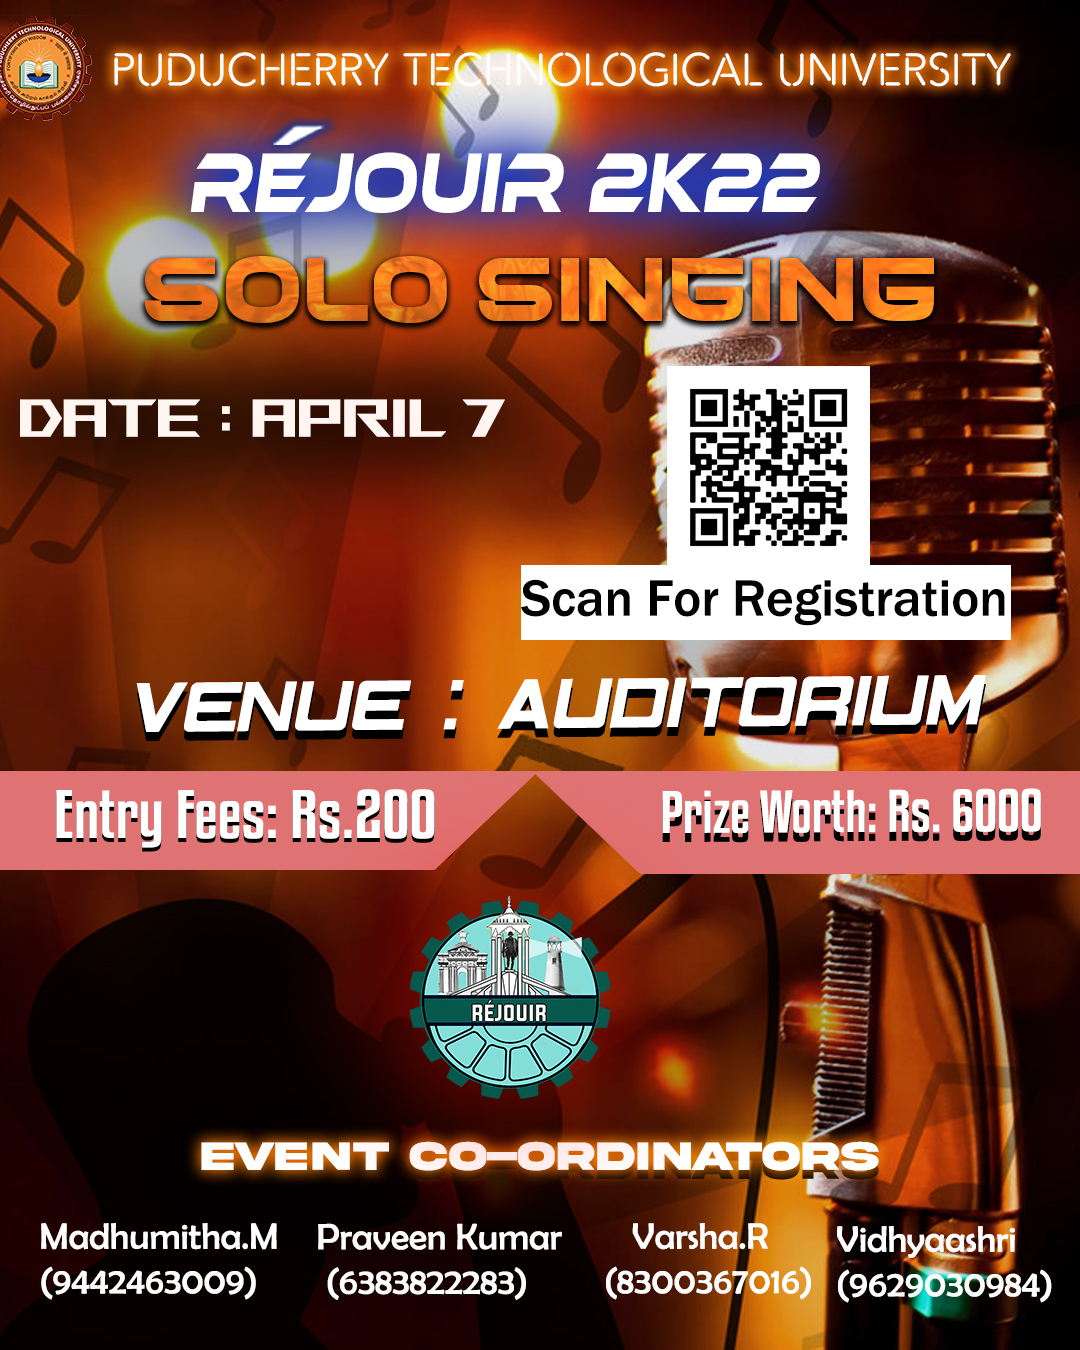 PUDUCHERRY TECHNOLOGICAL UNIVERSITY
RÉJOUIR 2K22
SOLO SINGING
DATE : APRIL 7
Scan For Registration
VENUE : AUDITORIUM
Entry Fees: Rs.200
Prize Worth: Rs. 6000
RÉJOUIR
EVENT CO-ORDINATORS
Madhumitha.M
(9442463009)
Praveen Kumar
(6383822283)
Varsha.R
(8300367016)
Vidhyaashri
(9629030984)